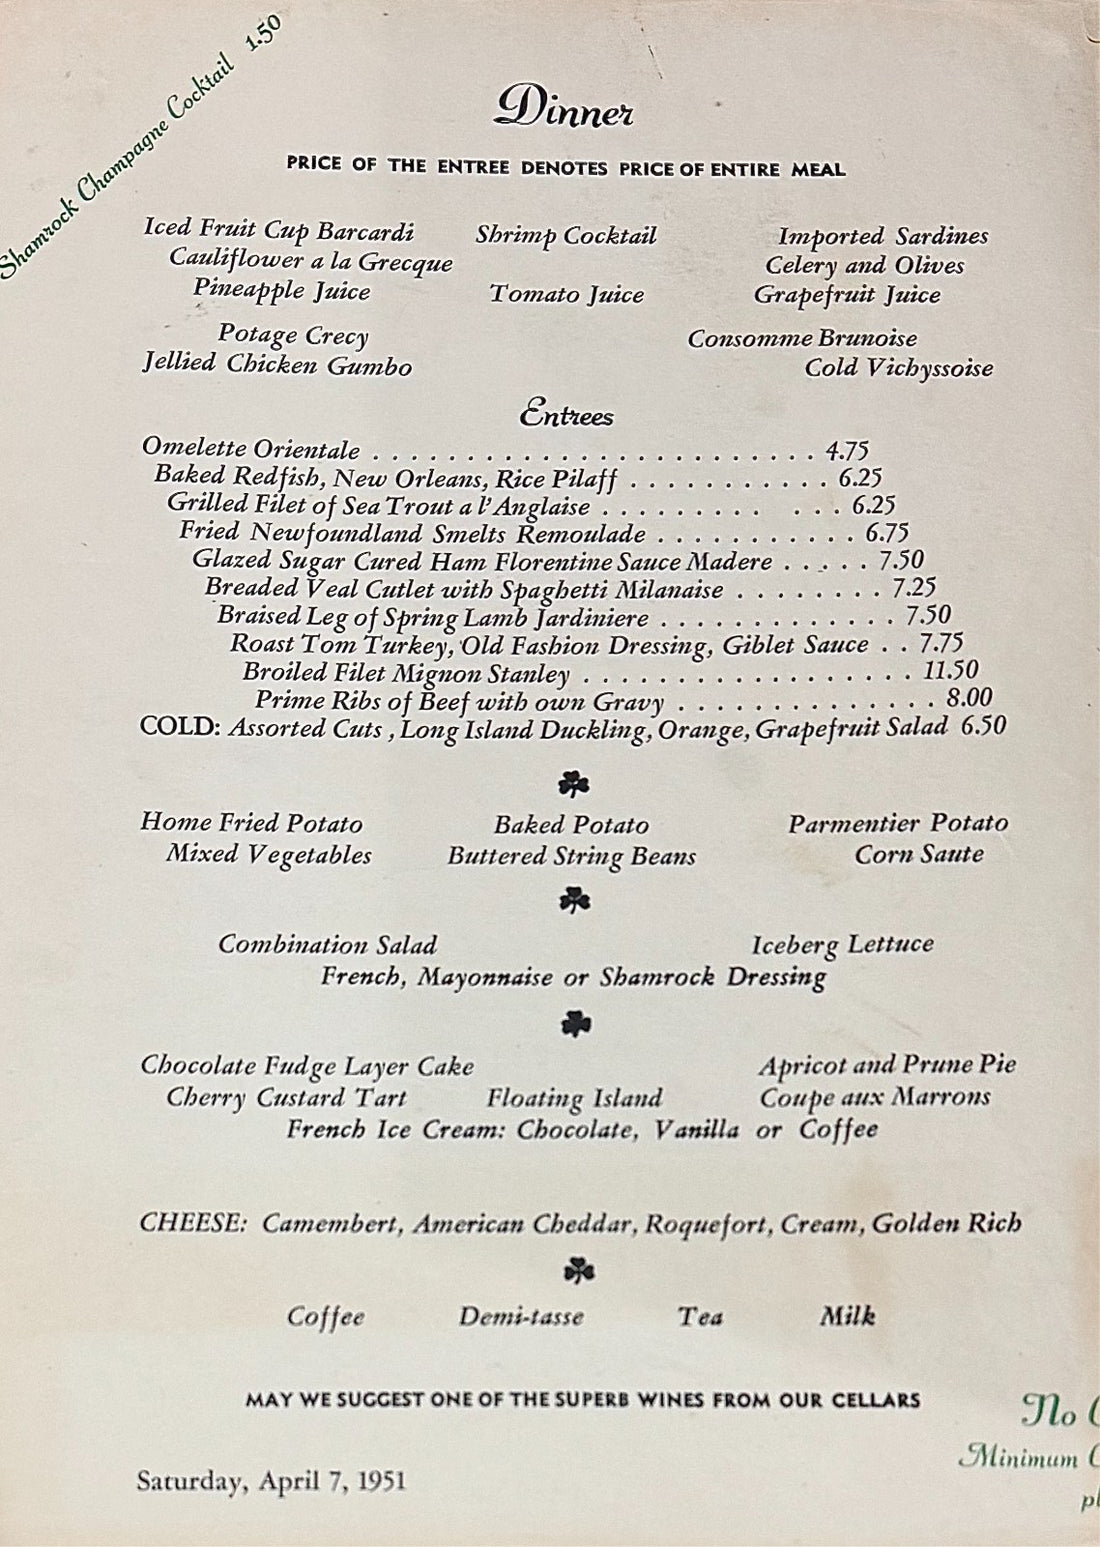 Shamrock Champagne Cocktail 1.50
Dinner
PRICE OF THE ENTREE DENOTES PRICE OF ENTIRE MEAL
Iced Fruit Cup Barcardi Shrimp Cocktail Imported Sardines
Cauliflower a la Grecque Celery and Olives
Pineapple Juice Tomato Juice Grapefruit Juice
Potage Crecy Consomme Brunoise
Jellied Chicken Gumbo Cold Vichyssoise
Entrees
Omelette Orientale . . . . . . . . . . . . . . . . . . . . . . . . 4.75
Baked Redfish, New Orleans, Rice Pilaff . . . . . . . . . . . 6.25
Grilled Filet of Sea Trout a l' Anglaise . . . . . . . . . . . . 6.25
Fried Newfoundland Smelts Remoulade . . . . . . . . . . . 6.75
Glazed Sugar Cured Ham Florentine Sauce Madere . . . . . 7.50
Breaded Veal Cutlet with Spaghetti Milanaise . . . . . . . . 7.25
Braised Leg of Spring Lamb Jardiniere . . . . . . . . . . . . . 7.50
Roast Tom Turkey, Old Fashion Dressing, Giblet Sauce . . 7.75
Broiled Filet Mignon Stanley . . . . . . . . . . . . . . . . . . 11.50
Prime Ribs of Beef with own Gravy . . . . . . . . . . . . . . 8.00
COLD: Assorted Cuts , Long Island Duckling, Orange, Grapefruit Salad 6.50
Home Fried Potato Baked Potato Parmentier Potato
Mixed Vegetables Buttered String Beans Corn Saute
Combination Salad Iceberg Lettuce
French, Mayonnaise or Shamrock Dressing
Chocolate Fudge Layer Cake Apricot and Prune Pie
Cherry Custard Tart Floating Island Coupe aux Marrons
French Ice Cream: Chocolate, Vanilla or Coffee
CHEESE: Camembert, American Cheddar, Roquefort, Cream, Golden Rich
Coffee Demi-tasse Tea Milk
MAY WE SUGGEST ONE OF THE SUPERB WINES FROM OUR CELLARS
No
Minimum
Saturday, April 7, 1951